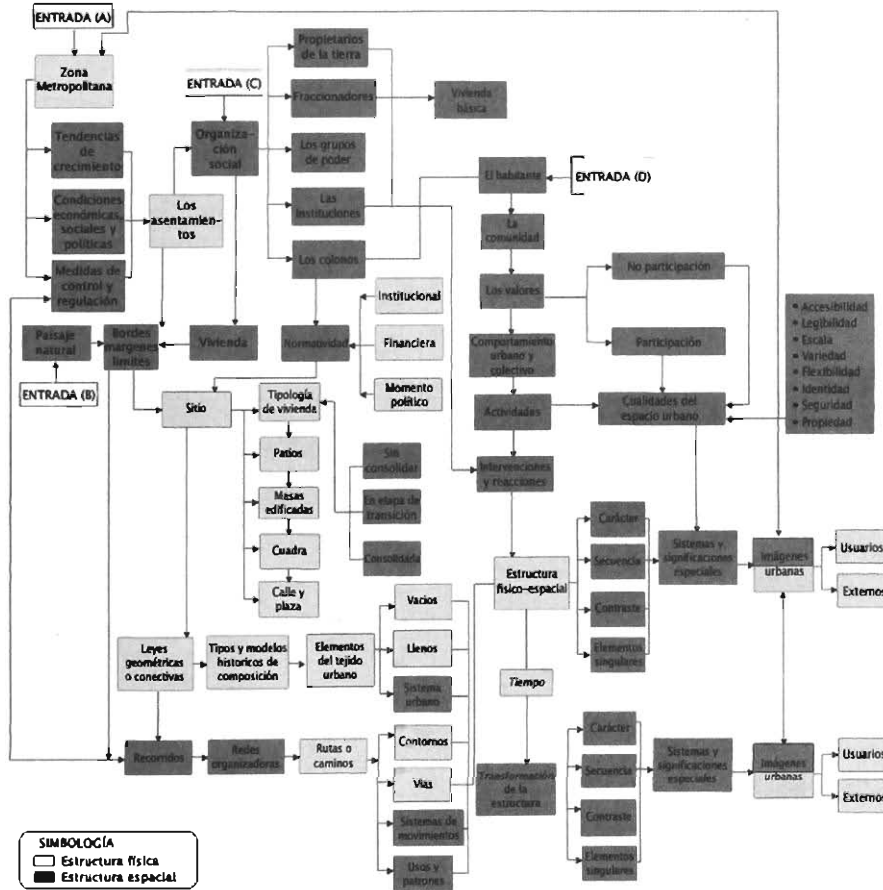 ENTRADA (A)
Zona
Metropolitana
ENTRADA (C)
Propietarios
de la tierra
Fraccionadores
Vivienda
básica
Tendencias
de
crecimiento
Organiza-
ción
social
Los grupos
de poder
Condiciones
económicas,
sociales y
políticas
Los
asentamien-
tos
Las
instituciones
El habitante
ENTRADA (D)
La
comunidad
Medidas de
control y
regulación
Los colonos
Los valores
No participación
Participación
Institucional
Financiera
Momento
político
Paisaje
natural
Bordes
margenes
limites
Vivienda
Normatividad
Comportamiento
urbano y
colectivo
• Accesibilidad
• Legibilidad
• Escala
• Variedad
• Flexibilidad
• Identidad
• Seguridad
• Propiedad
ENTRADA (B)
Sitio
Tipología
de vivienda
Actividades
Cualidades del
espacio urbano
Patios
Masas
edificadas
Cuadra
Calle y
plaza
Sin
consolidar
En etapa de
transición
Consolidada
Intervenciones
y reacciones
Estructura
físico-espacial
Carácter
Secuencia
Contraste
Elementos
singulares
Sistemas y
significaciones
especiales
Imágenes
urbanas
Usuarios
Externos
Leyes
geométricas
o conectivas
Tipos y modelos
historicos de
composición
Elementos
del tejido
urbano
Vacios
Llenos
Sistema
urbano
Tiempo
Recorridos
Redes
organizadoras
Rutas o
caminos
Contornos
Vias
Sistemas de
movimientos
Usos y
patrones
Transformación
de la
estructura
Carácter
Secuencia
Contraste
Elementos
singulares
Sistemas y
significaciones
especiales
Imágenes
urbanas
Usuarios
Externos
SIMBOLOGÍA
Estructura física
Estructura espacial